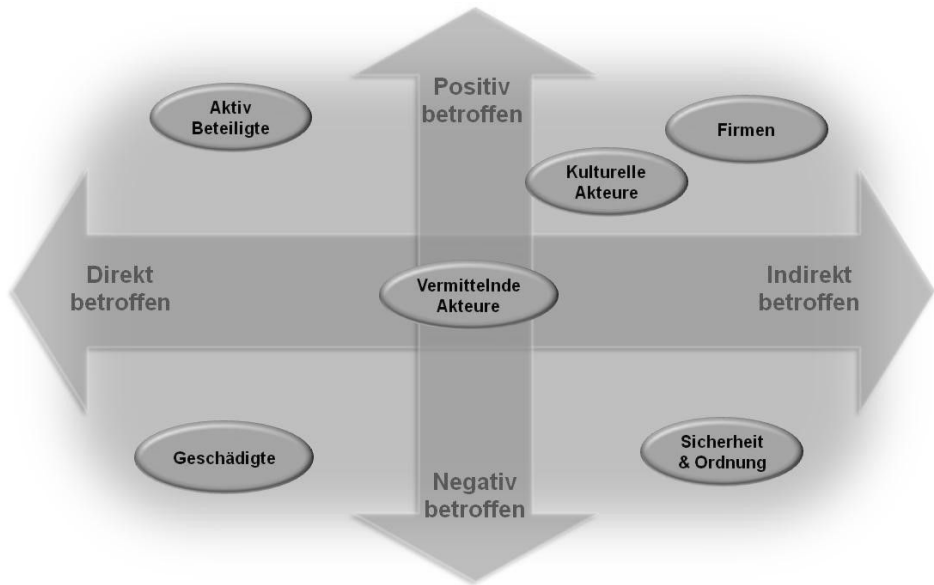 Positiv
betroffen
Aktiv
Beteiligte
Firmen
Kulturelle
Akteure
Direkt
betroffen
Vermittelnde
Akteure
Indirekt
betroffen
Geschädigte
Sicherheit
& Ordnung
Negativ
betroffen